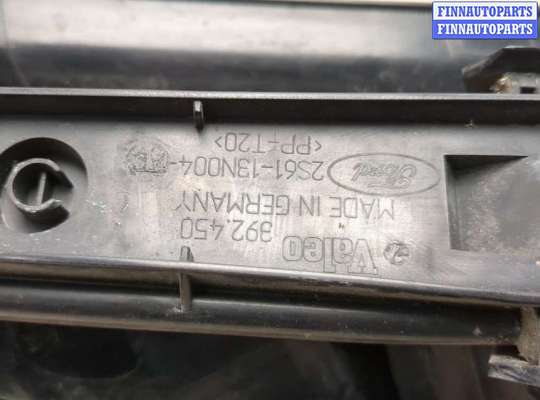 FINNAUTOPARTS
FINNAUTOPARTS
Valeo
392.450
MADE IN GERMANY
Ford
2S61-13N004-
>PP-T20<